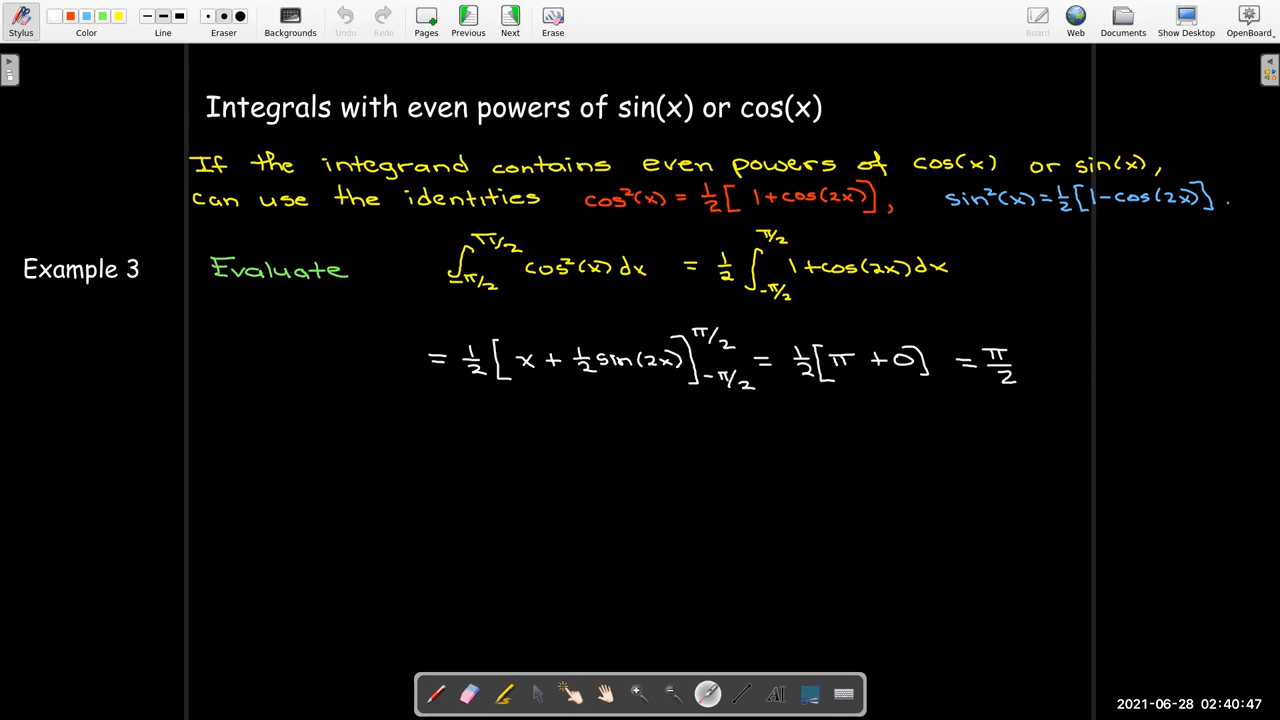 Stylus Color Line Eraser Backgrounds Undo Redo Pages Previous Next Erase Board Web Documents Show Desktop OpenBoard
Integrals with even powers of sin(x) or cos(x)
If the integrand contains even powers of cos(x) or sin(x),
can use the identities cos²(x) = 1/2 [ 1+cos(2x) ], sin²(x) = 1/2 [1-cos(2x)].
Example 3 Evaluate ∫_{-π/2}^{π/2} cos²(x) dx = 1/2 ∫_{-π/2}^{π/2} 1+cos(2x) dx
= 1/2 [ x + 1/2 sin(2x) ]_{-π/2}^{π/2} = 1/2 [π + 0] = π/2
AI
2021-06-28 02:40:47